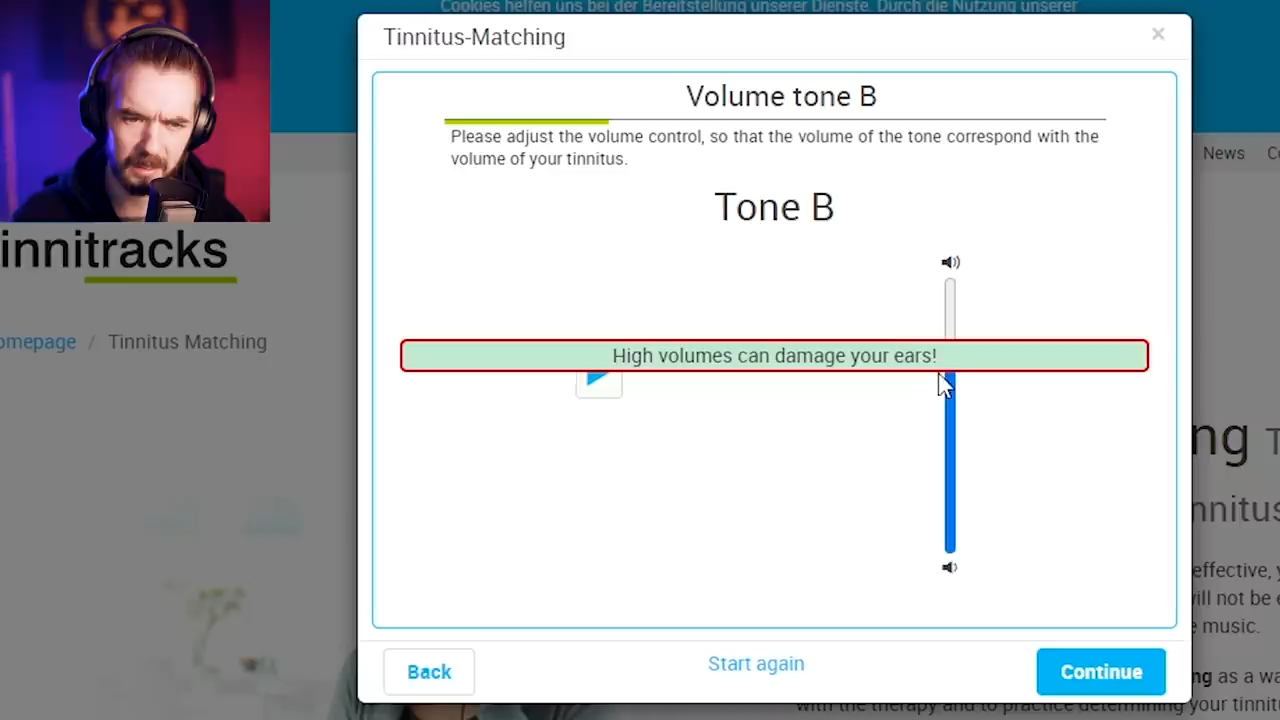 Cookies helfen uns bei der Bereitstellung unserer Dienste. Durch die Nutzung unserer
Tinnitus-Matching
×
Volume tone B
Please adjust the volume control, so that the volume of the tone correspond with the
volume of your tinnitus.
News
Tone B
innitracks
omepage / Tinnitus Matching
High volumes can damage your ears!
ng T
nnitus
effective, y
ill not be e
e music.
Back
Start again
Continue
ng as a wa
with the therapy and to practice determining your tinnit